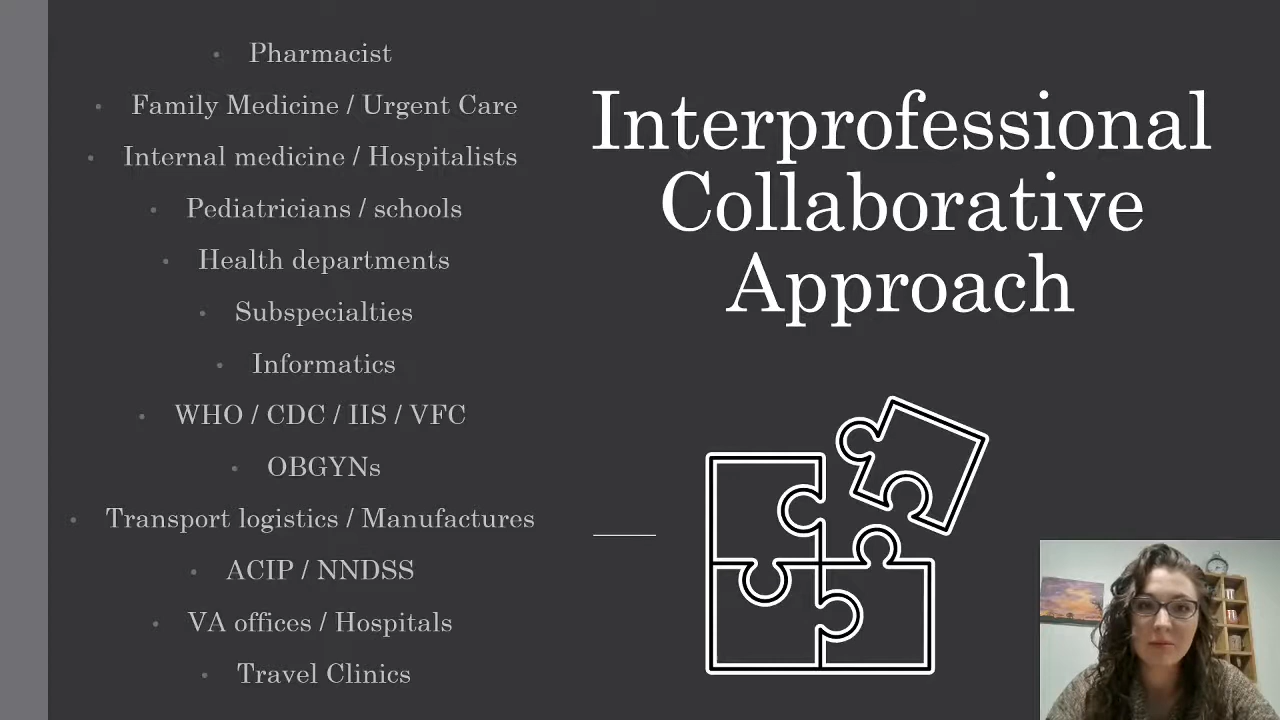 Pharmacist
Family Medicine / Urgent Care
Internal medicine / Hospitalists
Pediatricians / schools
Health departments
Subspecialties
Informatics
WHO / CDC / IIS / VFC
OBGYNs
Transport logistics / Manufactures
ACIP / NNDSS
VA offices / Hospitals
Travel Clinics
Interprofessional
Collaborative
Approach